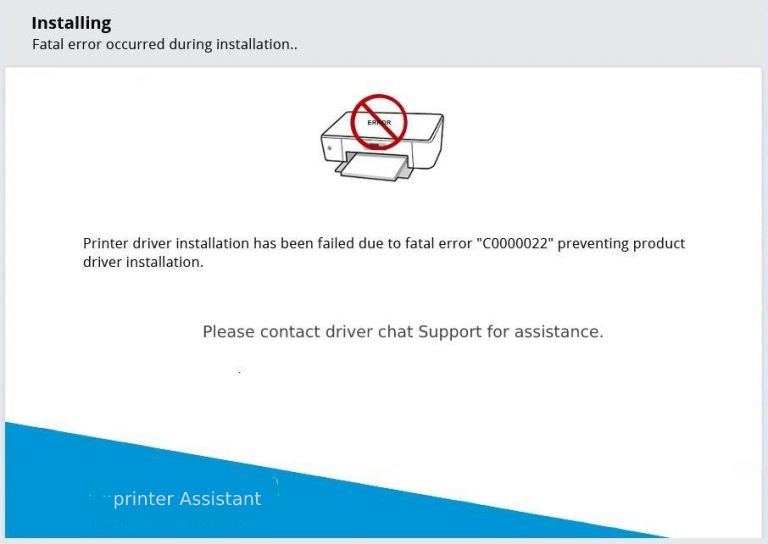 Installing
Fatal error occurred during installation..
ERROR
Printer driver installation has been failed due to fatal error "C0000022" preventing product
driver installation.
Please contact driver chat Support for assistance.
printer Assistant